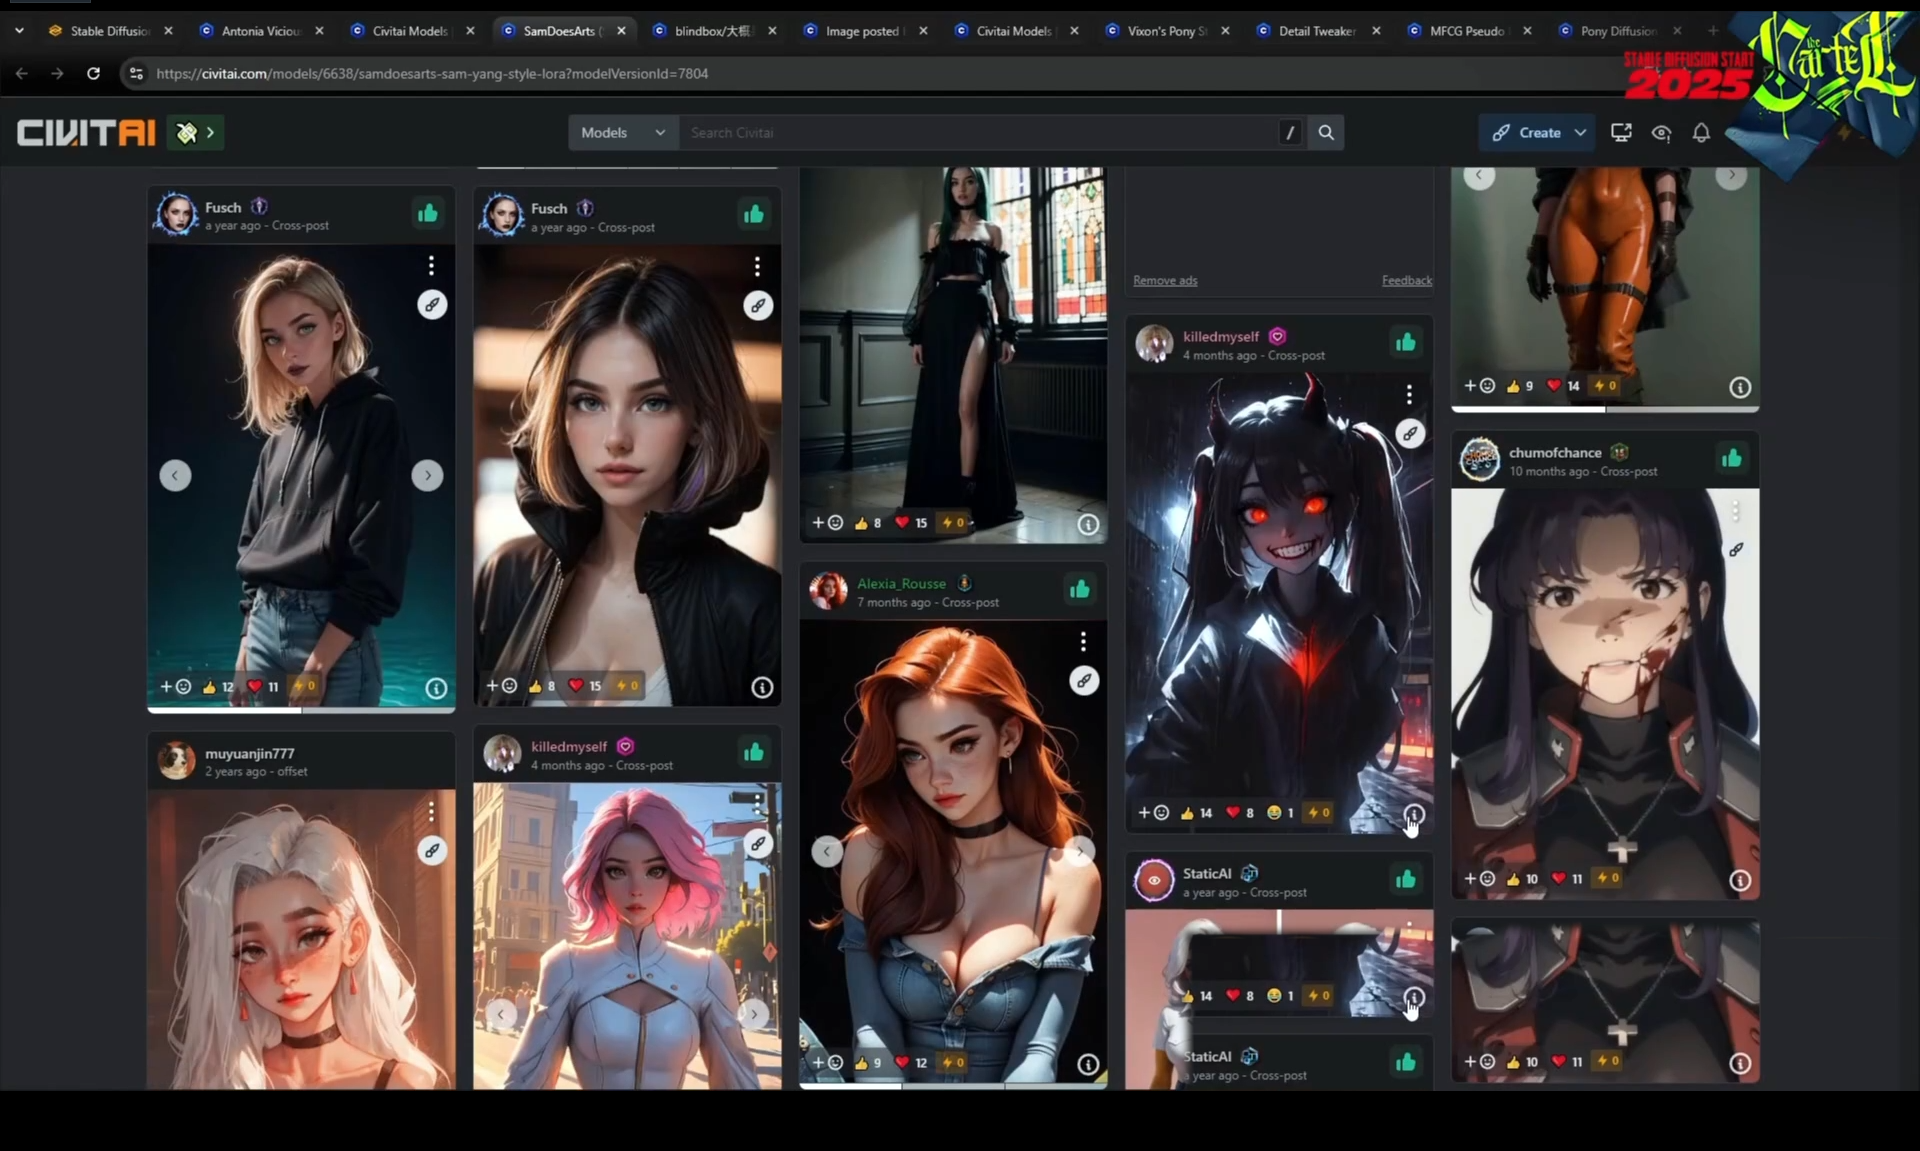 Stable Diffusio
Antonia Viciou
Civitai Models
SamDoesArts (
blindbox/大概
Image posted
Civitai Models
Vixon's Pony S
Detail Tweaker
MFCG Pseudo
Pony Diffusion
https://civitai.com/models/6638/samdoesarts-sam-yang-style-lora?modelVersionId=7804
STABLE DIFFUSION START
2025
the
Cartel
CIVITAI
Models
Search Civitai
/
Create
Fusch
a year ago - Cross-post
12
11
0
muyuanjin777
2 years ago - offset
Fusch
a year ago - Cross-post
8
15
0
killedmyself
4 months ago - Cross-post
8
15
0
Alexia_Rousse
7 months ago - Cross-post
9
12
0
Remove ads
Feedback
killedmyself
4 months ago - Cross-post
14
8
1
0
StaticAI
a year ago - Cross-post
14
8
1
0
StaticAI
a year ago - Cross-post
9
14
0
chumofchance
10 months ago - Cross-post
10
11
0
10
11
0